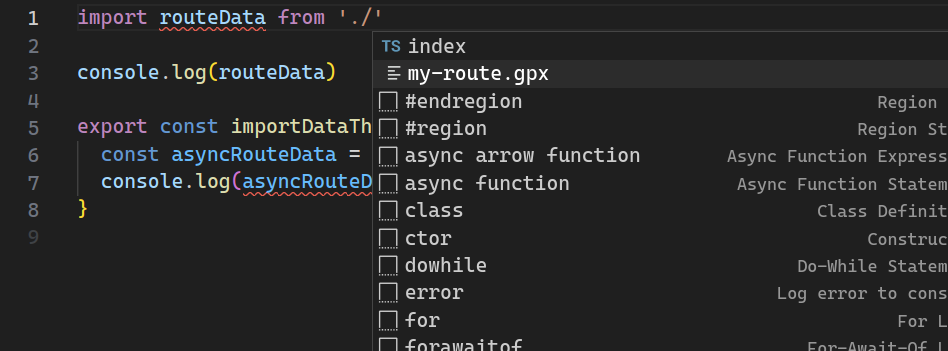 1 import routeData from './'
2
3 console.log(routeData)
4
5 export const importDataTh
6 const asyncRouteData =
7 console.log(asyncRouteD
8 }
9
TS index
my-route.gpx
#endregion Region
#region Region St
async arrow function Async Function Express
async function Async Function Statem
class Class Definit
ctor Construc
dowhile Do-While Statem
error Log error to cons
for For L
forawaitof For-Await-Of L